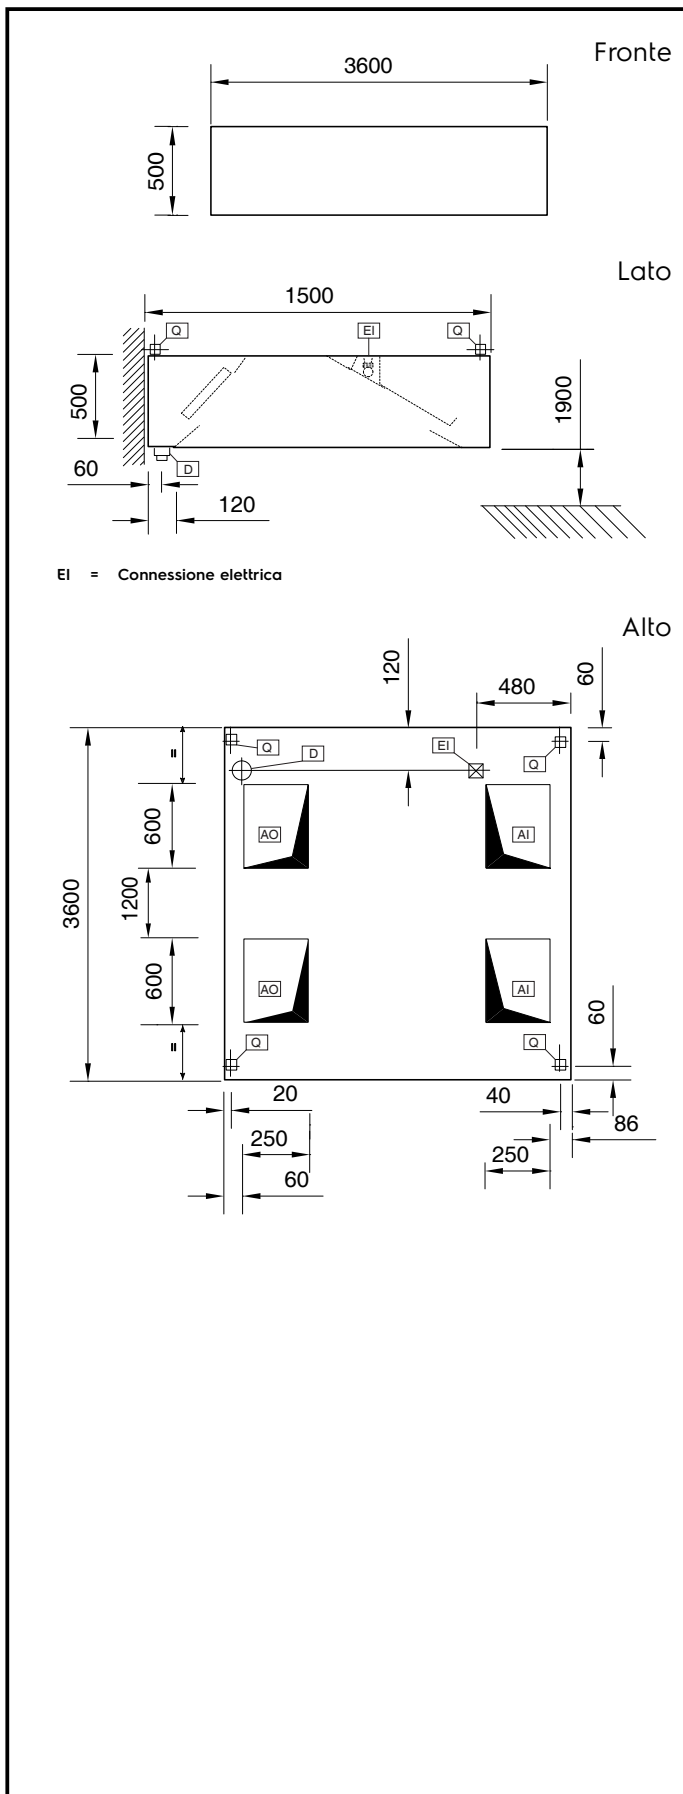 Fronte
3600
500
Lato
1500
Q
EI
Q
500
1900
60
D
120
EI = Connessione elettrica
Alto
120
480
60
=
Q
D
EI
Q
600
AO
AI
1200
3600
600
AO
AI
60
=
Q
Q
20
40
86
250
250
60